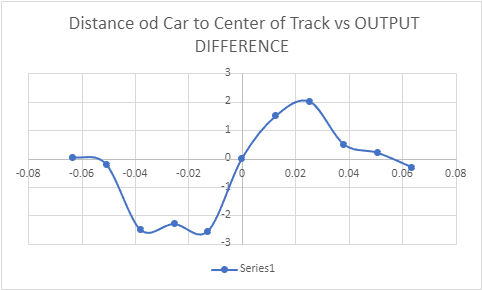 Distance od Car to Center of Track vs OUTPUT
DIFFERENCE
3
2
1
0
-1
-2
-3
-0.08 -0.06 -0.04 -0.02 0 0.02 0.04 0.06 0.08
Series1